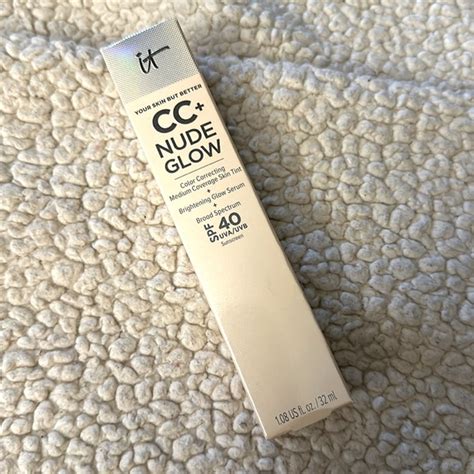 it
YOUR SKIN BUT BETTER
CC+
NUDE
GLOW
Color Correcting
Medium Coverage Skin Tint
+
Brightening Glow Serum
+
Broad Spectrum
SPF 40
UVA/UVB
Sunscreen
1.08 US fl. oz. / 32 ml